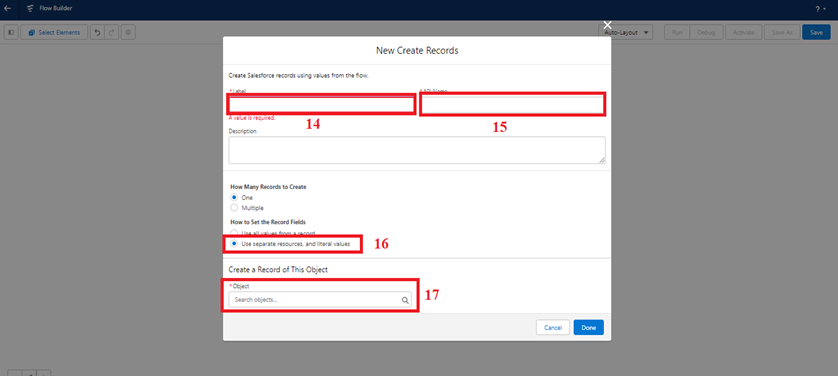 Flow Builder
?
Select Elements
Auto-Layout
Run
Debug
Activate
Save As
Save
New Create Records
Create Salesforce records using values from the flow.
* Label
* API Name
14
15
A value is required.
Description
How Many Records to Create
One
Multiple
How to Set the Record Fields
Use all values from a record
Use separate resources, and literal values
16
Create a Record of This Object
* Object
Search objects...
17
Cancel
Done